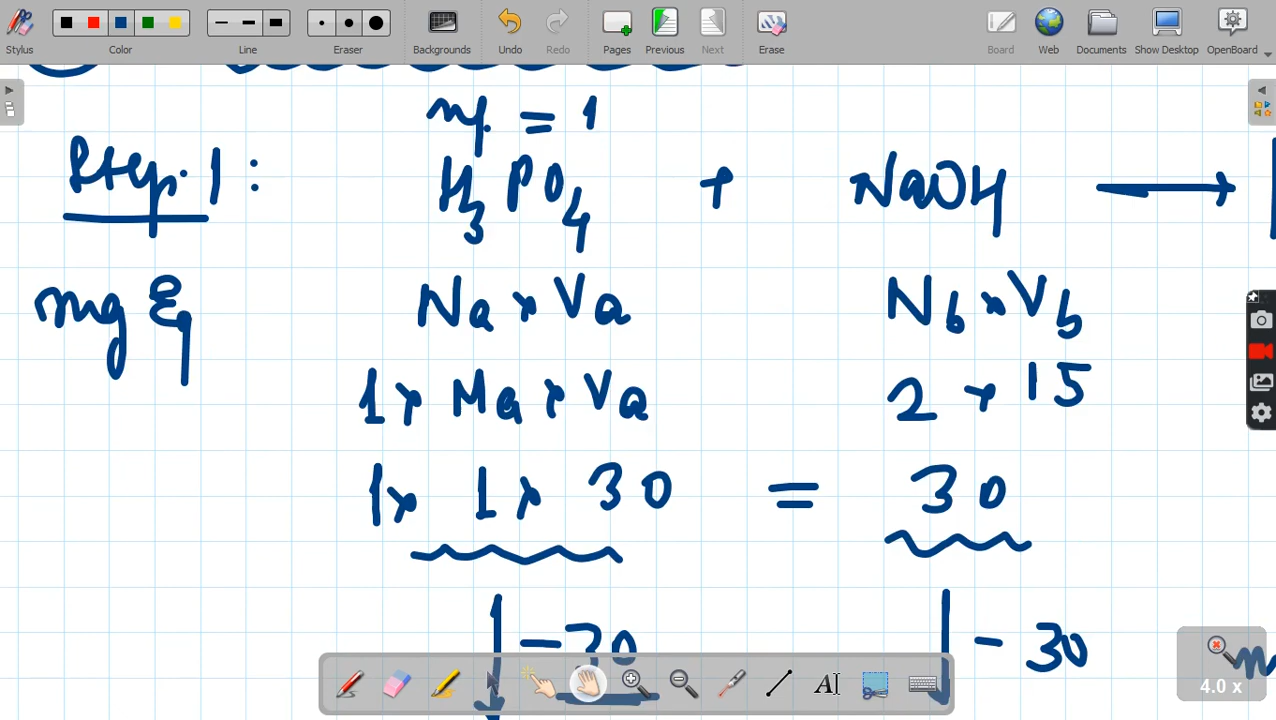 Stylus Color Line Eraser Backgrounds Undo Redo Pages Previous Next Erase Board Web Documents Show Desktop OpenBoard
nf = 1
Step. 1 : H3PO4 + NaOH ⟶
mg Eq Na × Va Nb × Vb
1 × Ma × Va 2 × 15
1 × 1 × 30 = 30
- 30 - 30
4.0 x